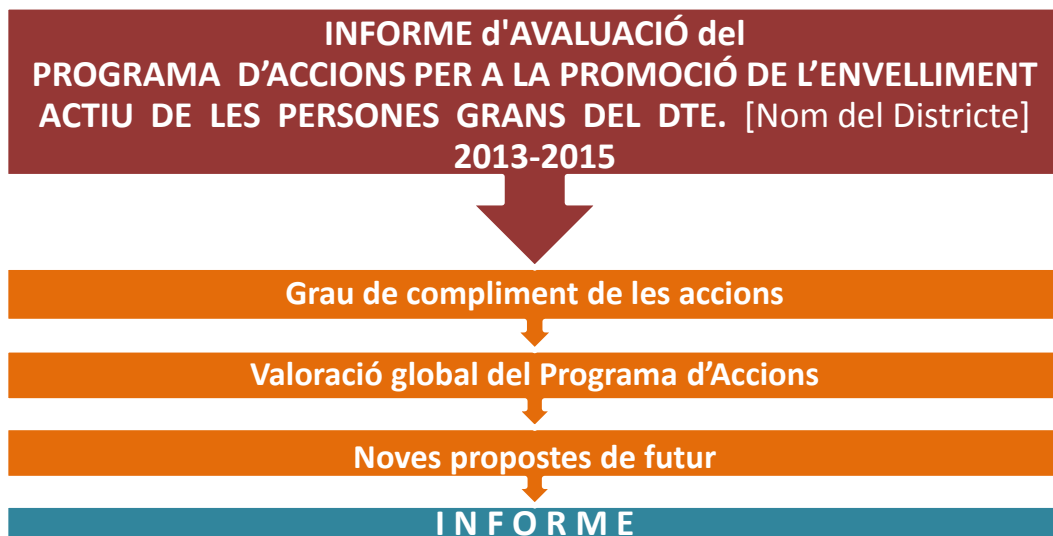 INFORME d'AVALUACIÓ del
PROGRAMA D’ACCIONS PER A LA PROMOCIÓ DE L’ENVELLIMENT
ACTIU DE LES PERSONES GRANS DEL DTE. [Nom del Districte]
2013-2015
Grau de compliment de les accions
Valoració global del Programa d’Accions
Noves propostes de futur
I N F O R M E